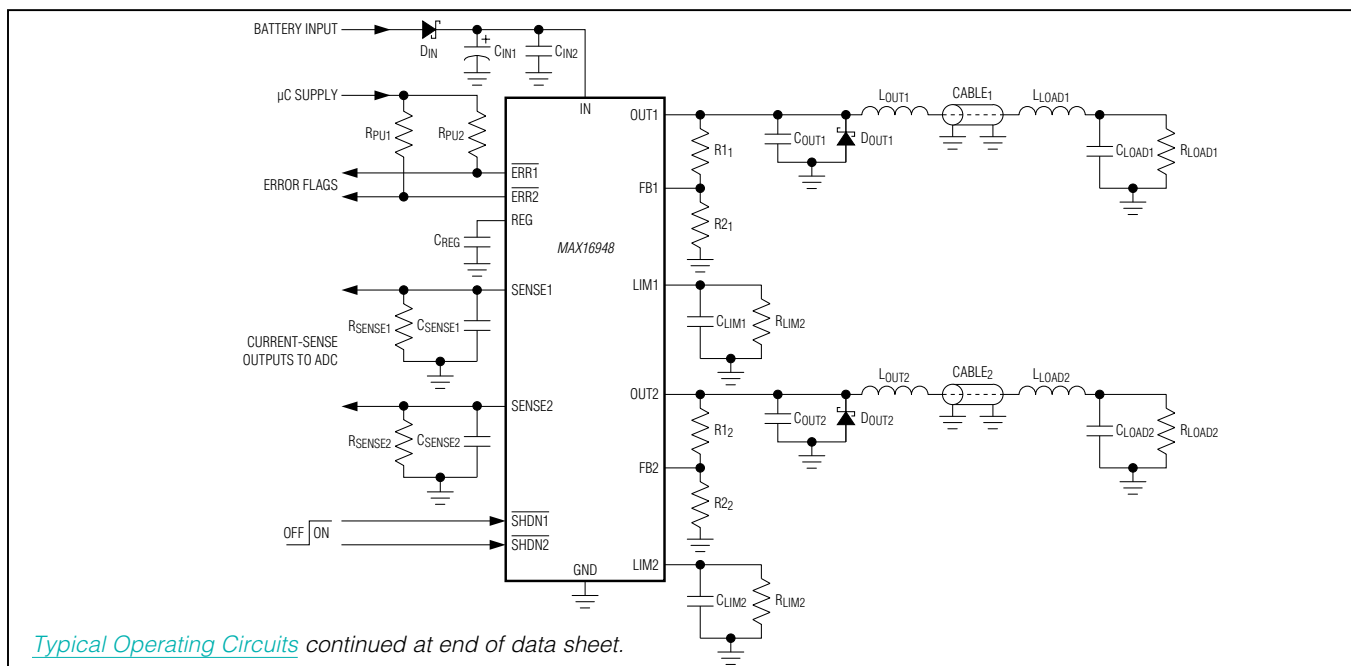 BATTERY INPUT
D_IN
C_IN1
+
C_IN2
µC SUPPLY
R_PU1
R_PU2
ERROR FLAGS
IN
ERR1
ERR2
REG
C_REG
MAX16948
SENSE1
R_SENSE1
C_SENSE1
CURRENT-SENSE
OUTPUTS TO ADC
SENSE2
R_SENSE2
C_SENSE2
OFF ON
SHDN1
SHDN2
GND
OUT1
R1_1
FB1
R2_1
C_OUT1
D_OUT1
L_OUT1
CABLE_1
L_LOAD1
C_LOAD1
R_LOAD1
LIM1
C_LIM1
R_LIM2
OUT2
R1_2
FB2
R2_2
C_OUT2
D_OUT2
L_OUT2
CABLE_2
L_LOAD2
C_LOAD2
R_LOAD2
LIM2
C_LIM2
R_LIM2
Typical Operating Circuits continued at end of data sheet.